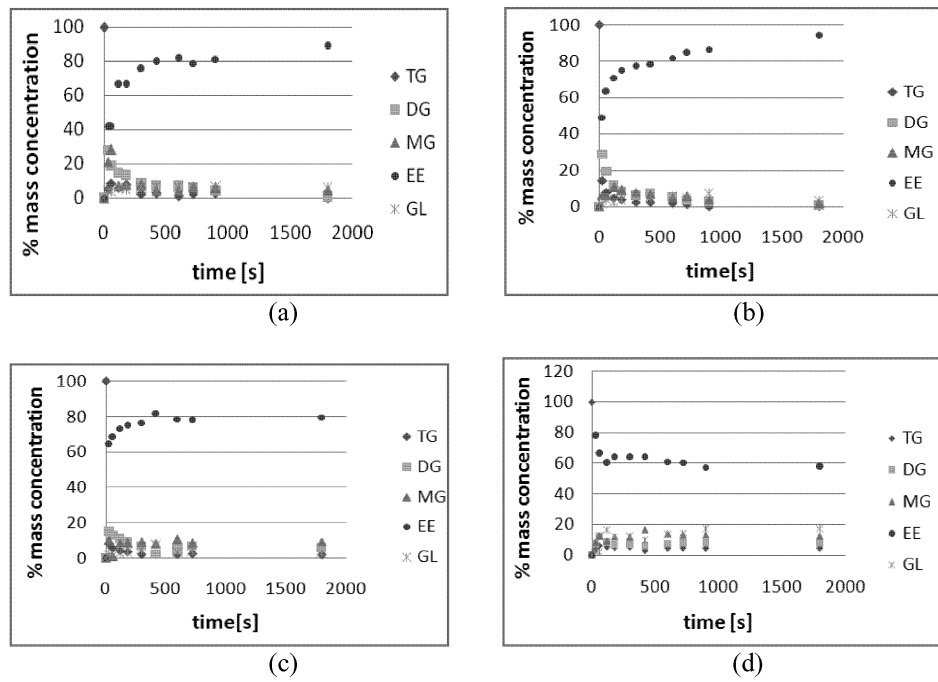 % mass concentration
100
80
60
40
20
0
0 500 1000 1500 2000
time [s]
TG
DG
MG
EE
GL
(a)
% mass concentration
100
80
60
40
20
0
0 500 1000 1500 2000
time[s]
TG
DG
MG
EE
GL
(b)
% mass concentration
100
80
60
40
20
0
0 500 1000 1500 2000
time[s]
TG
DG
MG
EE
GL
(c)
% mass concentration
120
100
80
60
40
20
0
0 500 1000 1500 2000
time [s]
TG
DG
MG
EE
GL
(d)